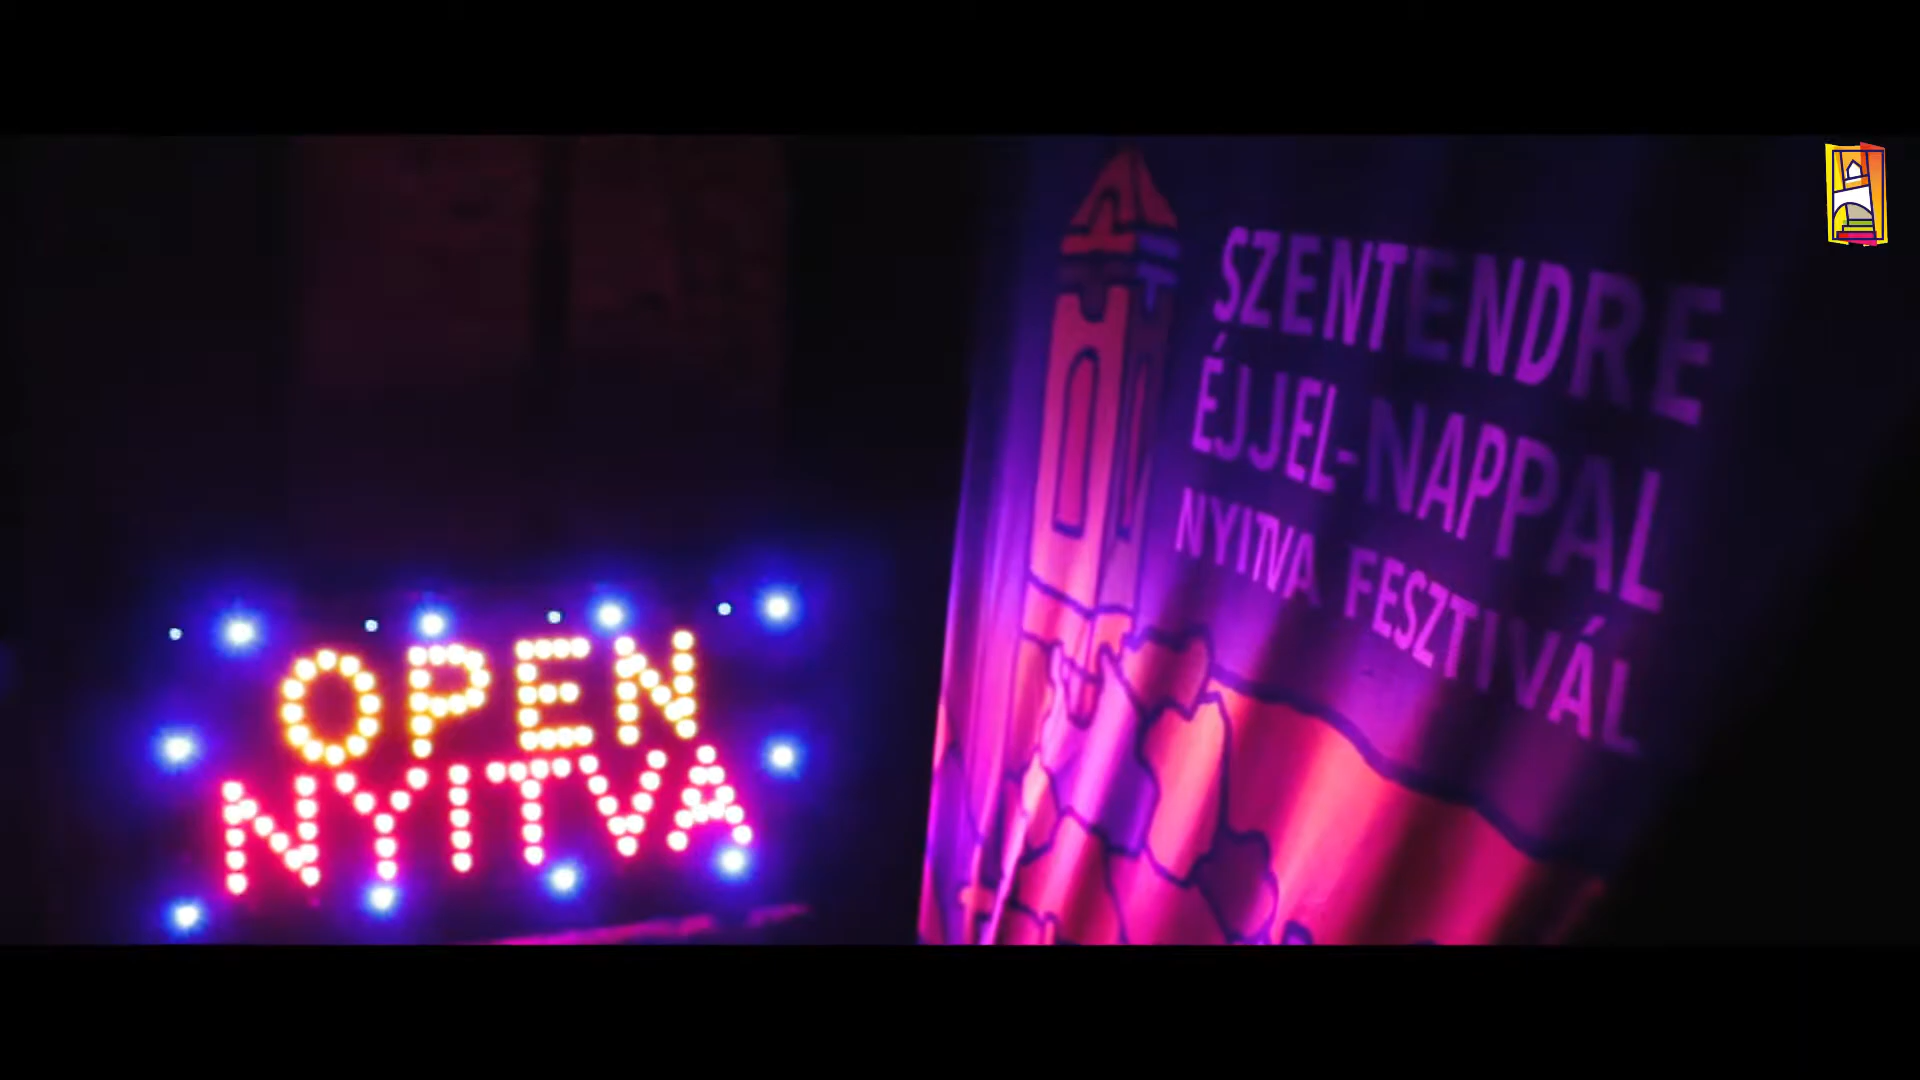 OPEN
NYITVA
SZENTENDRE
ÉJJEL-NAPPAL
NYITVA FESZTIVÁL